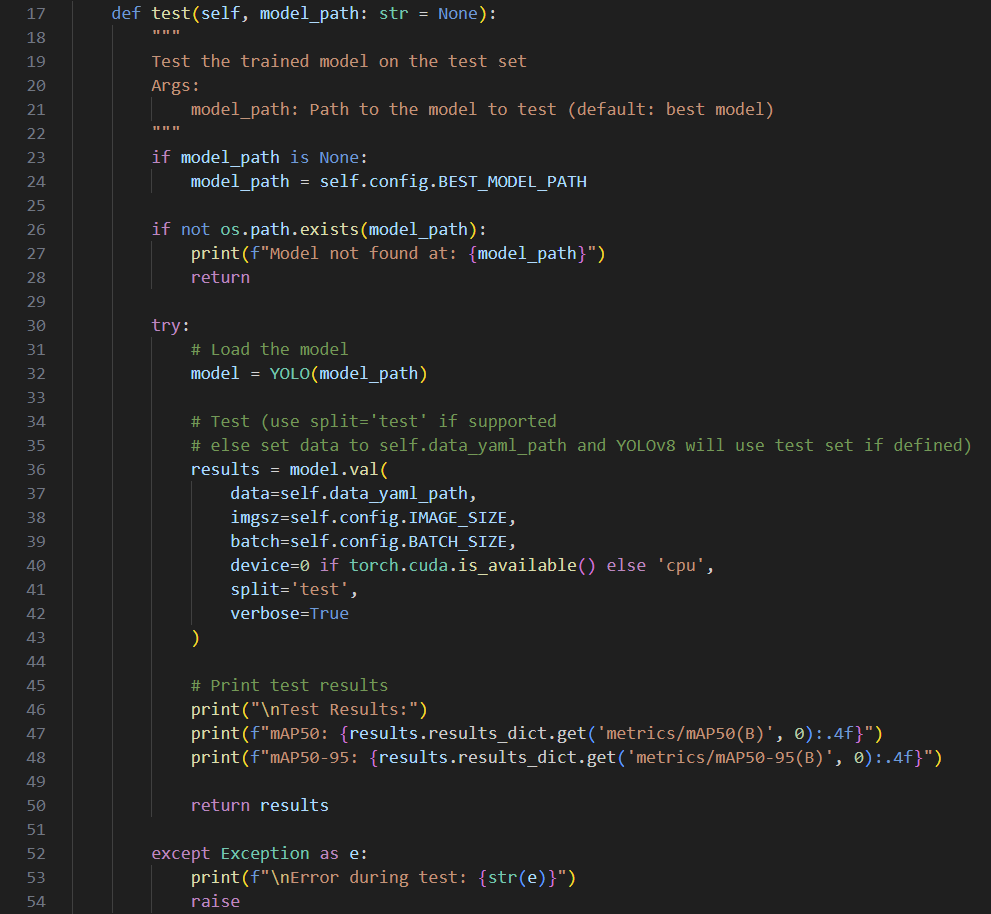 17 def test(self, model_path: str = None):
18 """
19 Test the trained model on the test set
20 Args:
21 model_path: Path to the model to test (default: best model)
22 """
23 if model_path is None:
24 model_path = self.config.BEST_MODEL_PATH
25
26 if not os.path.exists(model_path):
27 print(f"Model not found at: {model_path}")
28 return
29
30 try:
31 # Load the model
32 model = YOLO(model_path)
33
34 # Test (use split='test' if supported
35 # else set data to self.data_yaml_path and YOLOv8 will use test set if defined)
36 results = model.val(
37 data=self.data_yaml_path,
38 imgsz=self.config.IMAGE_SIZE,
39 batch=self.config.BATCH_SIZE,
40 device=0 if torch.cuda.is_available() else 'cpu',
41 split='test',
42 verbose=True
43 )
44
45 # Print test results
46 print("\nTest Results:")
47 print(f"mAP50: {results.results_dict.get('metrics/mAP50(B)', 0):.4f}")
48 print(f"mAP50-95: {results.results_dict.get('metrics/mAP50-95(B)', 0):.4f}")
49
50 return results
51
52 except Exception as e:
53 print(f"\nError during test: {str(e)}")
54 raise